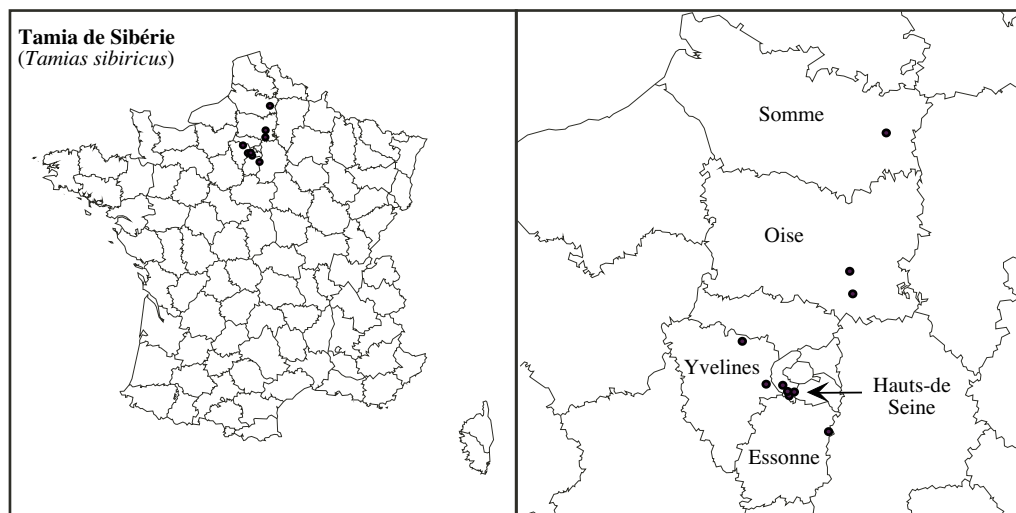 Tamia de Sibérie
(Tamias sibiricus)
Somme
Oise
Yvelines
Hauts-de
Seine
Essonne